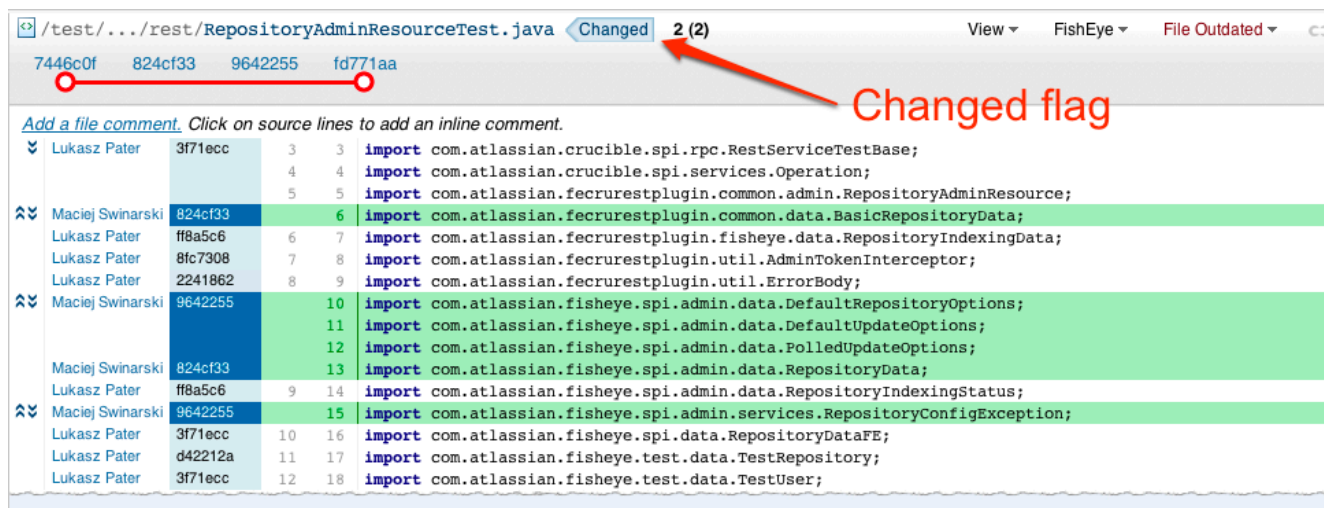 /test/.../rest/RepositoryAdminResourceTest.java Changed 2 (2) View FishEye File Outdated
7446c0f 824cf33 9642255 fd771aa
Changed flag
Add a file comment. Click on source lines to add an inline comment.
Lukasz Pater 3f71ecc 3 3 import com.atlassian.crucible.spi.rpc.RestServiceTestBase;
4 4 import com.atlassian.crucible.spi.services.Operation;
5 5 import com.atlassian.fecrurestplugin.common.admin.RepositoryAdminResource;
Maciej Swinarski 824cf33 6 import com.atlassian.fecrurestplugin.common.data.BasicRepositoryData;
Lukasz Pater ff8a5c6 6 7 import com.atlassian.fecrurestplugin.fisheye.data.RepositoryIndexingData;
Lukasz Pater 8fc7308 7 8 import com.atlassian.fecrurestplugin.util.AdminTokenInterceptor;
Lukasz Pater 2241862 8 9 import com.atlassian.fecrurestplugin.util.ErrorBody;
Maciej Swinarski 9642255 10 import com.atlassian.fisheye.spi.admin.data.DefaultRepositoryOptions;
11 import com.atlassian.fisheye.spi.admin.data.DefaultUpdateOptions;
12 import com.atlassian.fisheye.spi.admin.data.PolledUpdateOptions;
Maciej Swinarski 824cf33 13 import com.atlassian.fisheye.spi.admin.data.RepositoryData;
Lukasz Pater ff8a5c6 9 14 import com.atlassian.fisheye.spi.admin.data.RepositoryIndexingStatus;
Maciej Swinarski 9642255 15 import com.atlassian.fisheye.spi.admin.services.RepositoryConfigException;
Lukasz Pater 3f71ecc 10 16 import com.atlassian.fisheye.spi.data.RepositoryDataFE;
Lukasz Pater d42212a 11 17 import com.atlassian.fisheye.test.data.TestRepository;
Lukasz Pater 3f71ecc 12 18 import com.atlassian.fisheye.test.data.TestUser;